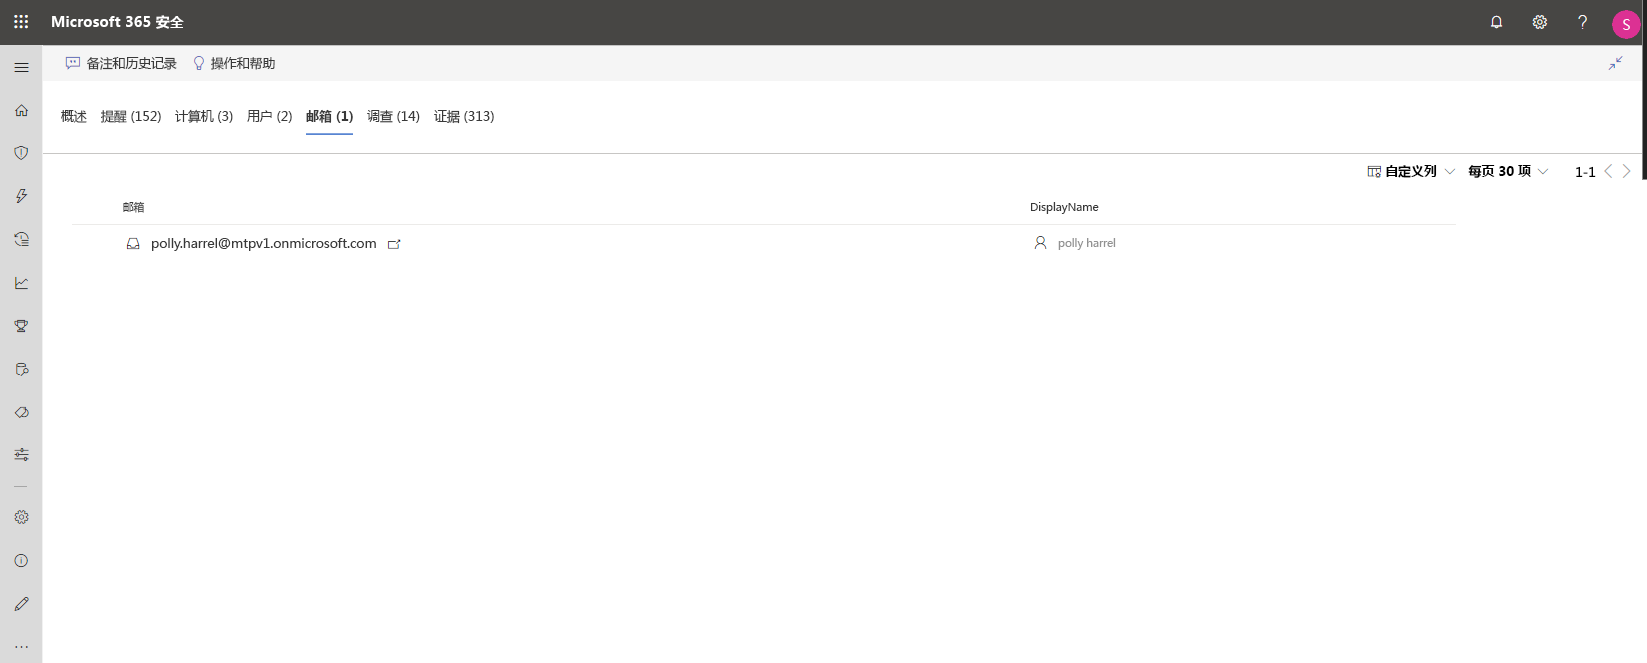 Microsoft 365 安全
?
S
备注和历史记录 操作和帮助
概述 提醒 (152) 计算机 (3) 用户 (2) 邮箱 (1) 调查 (14) 证据 (313)
自定义列 每页 30 项 1-1
邮箱 DisplayName
polly.harrel@mtpv1.onmicrosoft.com polly harrel